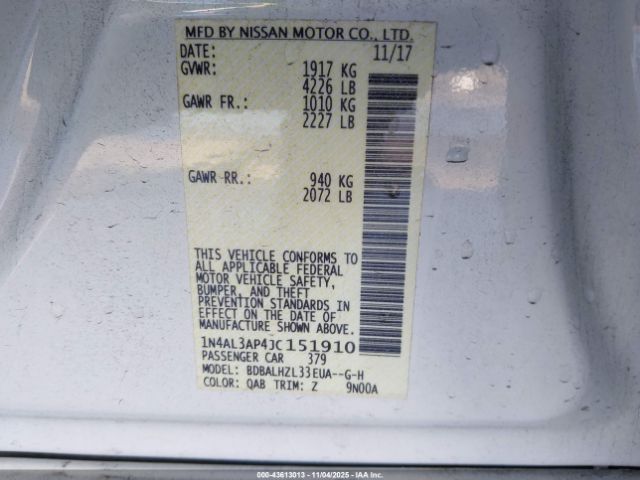 MFD BY NISSAN MOTOR CO., LTD.
DATE: 11/17
GVWR: 1917 KG
4226 LB
GAWR FR.: 1010 KG
2227 LB
GAWR RR.: 940 KG
2072 LB
THIS VEHICLE CONFORMS TO
ALL APPLICABLE FEDERAL
MOTOR VEHICLE SAFETY,
BUMPER, AND THEFT
PREVENTION STANDARDS IN
EFFECT ON THE DATE OF
MANUFACTURE SHOWN ABOVE.
1N4AL3AP4JC151910
PASSENGER CAR 379
MODEL: BDBALHZL33EUA--G-H
COLOR: QAB TRIM: Z 9N00A
000-43613013 - 11/04/2025 - IAA Inc.